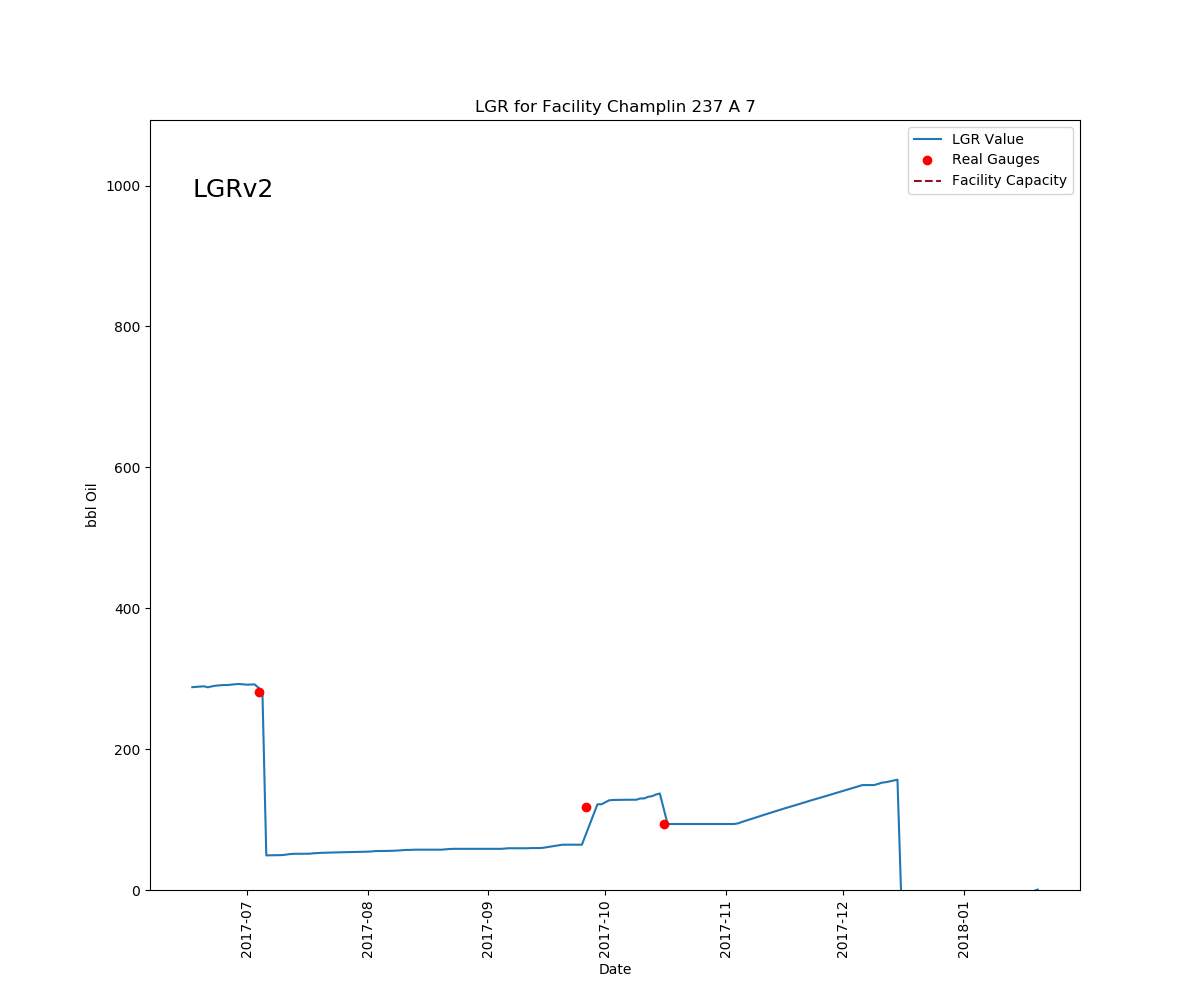 LGR for Facility Champlin 237 A 7
LGR Value
Real Gauges
Facility Capacity
LGRv2
1000
800
600
400
200
0
bbl Oil
2017-07
2017-08
2017-09
2017-10
2017-11
2017-12
2018-01
Date